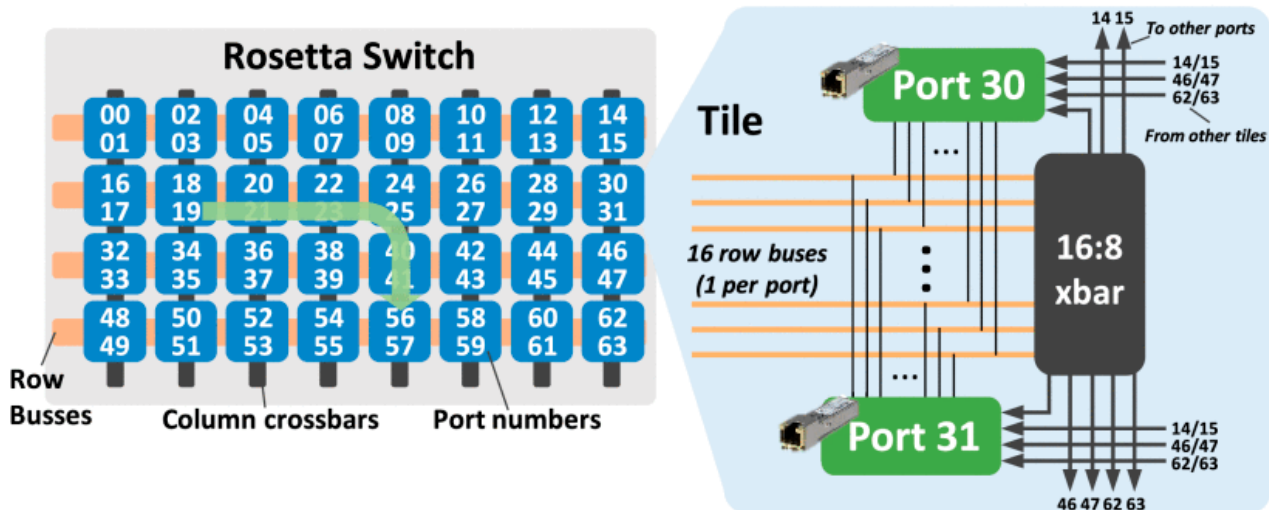 Rosetta Switch
00 02 04 06 08 10 12 14
01 03 05 07 09 11 13 15
16 18 20 22 24 26 28 30
17 19 21 23 25 27 29 31
32 34 36 38 40 42 44 46
33 35 37 39 41 43 45 47
48 50 52 54 56 58 60 62
49 51 53 55 57 59 61 63
Row
Busses
Column crossbars
Port numbers
Tile
14 15
To other ports
Port 30
14/15
46/47
62/63
From other tiles
...
16 row buses
(1 per port)
16:8
xbar
...
Port 31
14/15
46/47
62/63
46 47 62 63